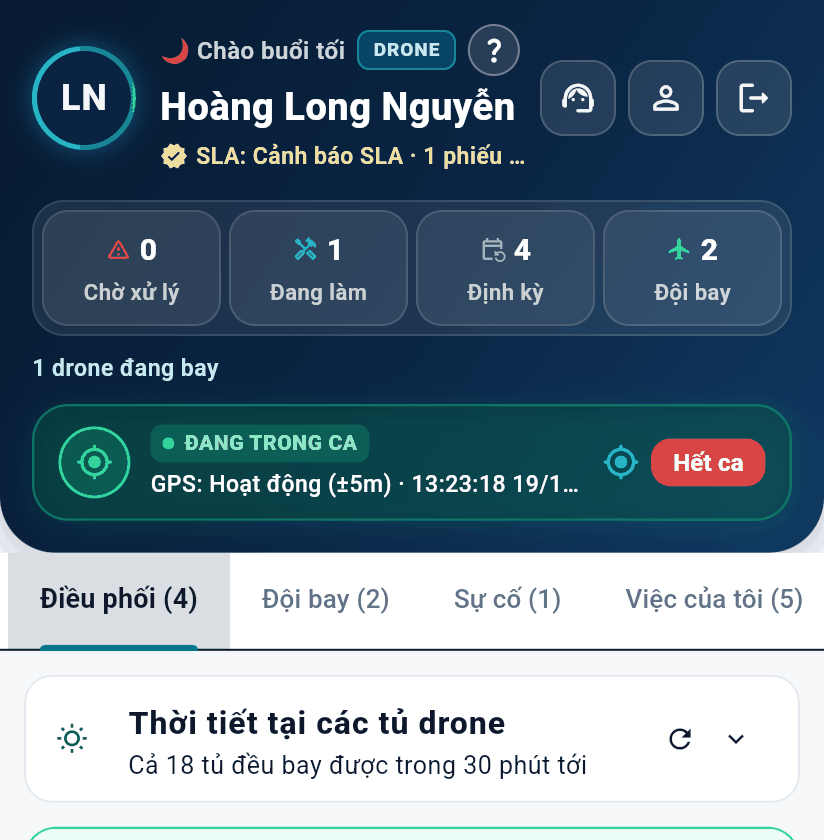 Chào buổi tối DRONE ?
LN
Hoàng Long Nguyễn
SLA: Cảnh báo SLA · 1 phiếu ...
0 1 4 2
Chờ xử lý Đang làm Định kỳ Đội bay
1 drone đang bay
ĐANG TRONG CA
GPS: Hoạt động (±5m) · 13:23:18 19/1... Hết ca
Điều phối (4) Đội bay (2) Sự cố (1) Việc của tôi (5)
Thời tiết tại các tủ drone
Cả 18 tủ đều bay được trong 30 phút tới